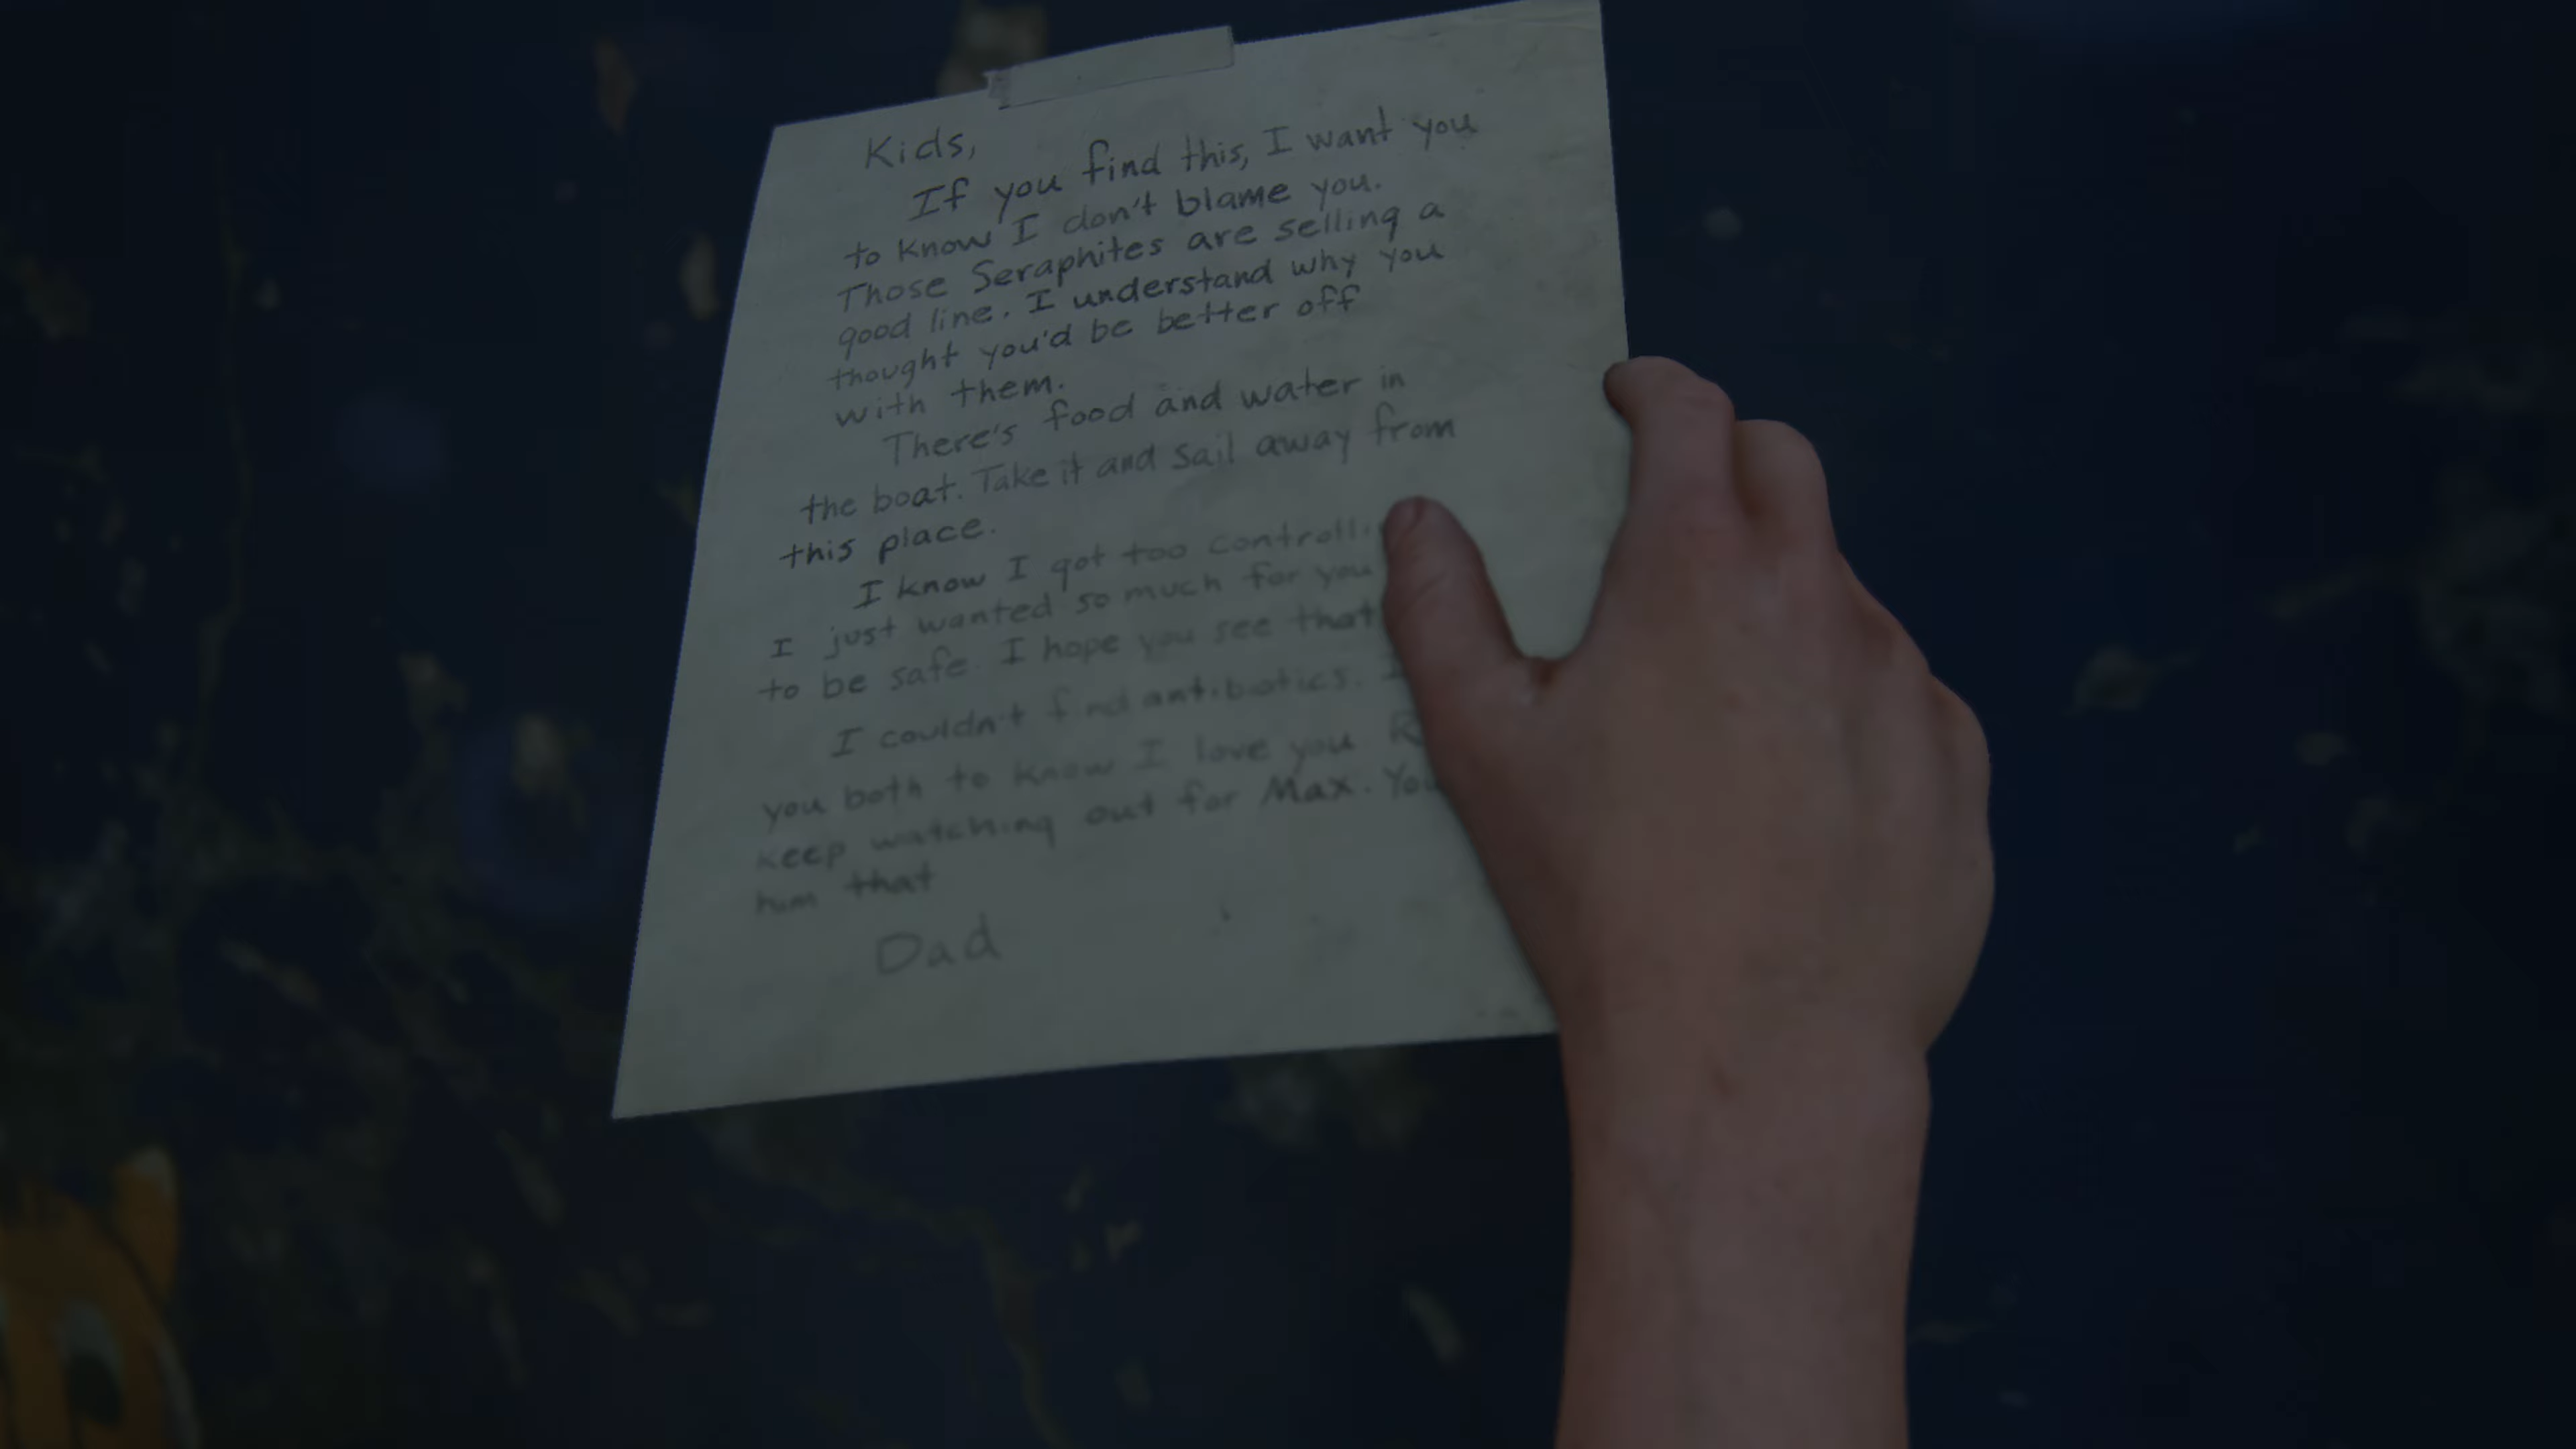 Kids,
If you find this, I want you
to know I don't blame you.
Those Seraphites are selling a
good line. I understand why you
thought you'd be better off
with them.
There's food and water in
the boat. Take it and sail away from
this place.
I know I got too
I just wanted so much for you
to be safe. I hope you see that
I couldn't find antibiotics.
you both to know I love you
keep watching out for Max.
him that
Dad